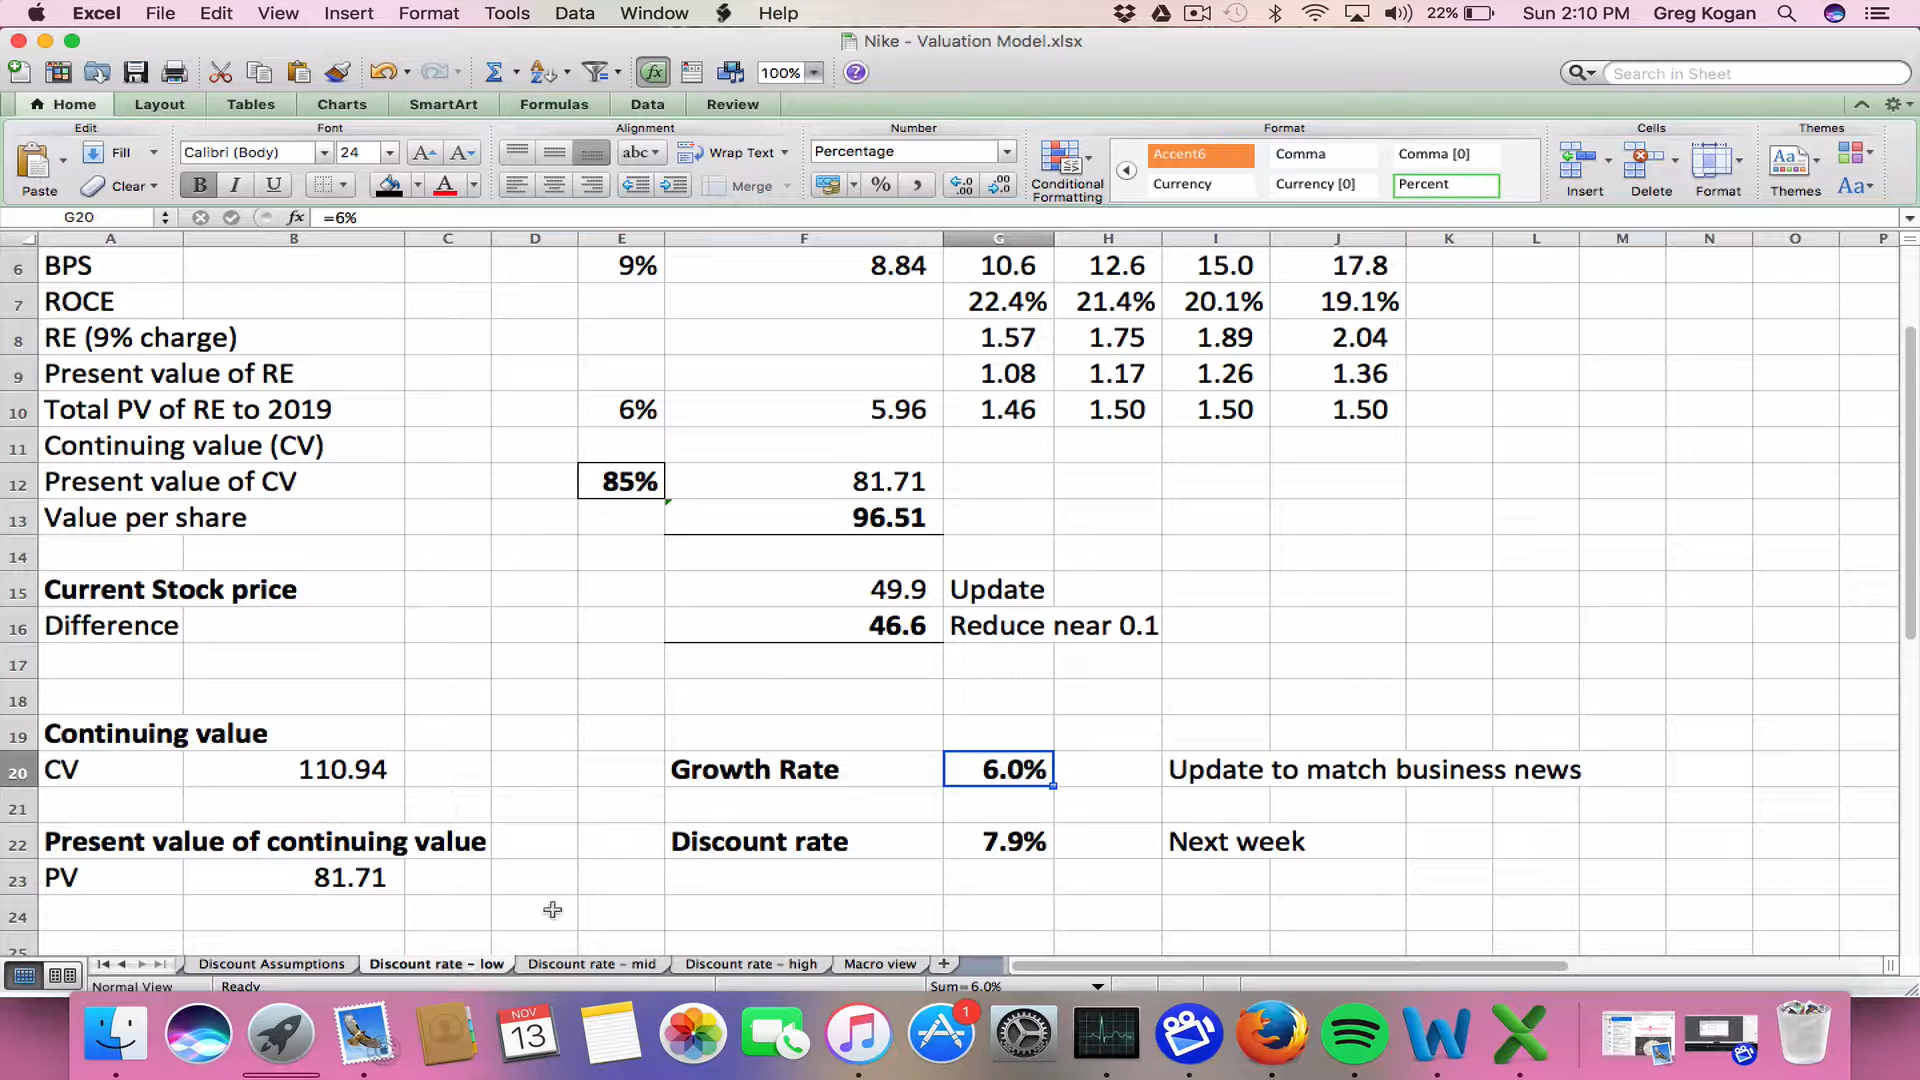 Excel File Edit View Insert Format Tools Data Window Help 22% Sun 2:10 PM Greg Kogan
Nike - Valuation Model.xlsx
100% Search in Sheet
Home Layout Tables Charts SmartArt Formulas Data Review
Edit Font Alignment Number Format Cells Themes
Fill Calibri (Body) 24 abc Wrap Text Percentage Accent6 Comma Comma [0]
Paste Clear B I U Merge % Conditional Formatting Currency Currency [0] Percent Insert Delete Format Themes Aa
G20 fx =6%
A B C D E F G H I J K L M N O P
6 BPS 9% 8.84 10.6 12.6 15.0 17.8
7 ROCE 22.4% 21.4% 20.1% 19.1%
8 RE (9% charge) 1.57 1.75 1.89 2.04
9 Present value of RE 1.08 1.17 1.26 1.36
10 Total PV of RE to 2019 6% 5.96 1.46 1.50 1.50 1.50
11 Continuing value (CV)
12 Present value of CV 85% 81.71
13 Value per share 96.51
14
15 Current Stock price 49.9 Update
16 Difference 46.6 Reduce near 0.1
17
18
19 Continuing value
20 CV 110.94 Growth Rate 6.0% Update to match business news
21
22 Present value of continuing value Discount rate 7.9% Next week
23 PV 81.71
24
25
Discount Assumptions Discount rate - low Discount rate - mid Discount rate - high Macro view +
Normal View Ready Sum=6.0%
NOV
13
1